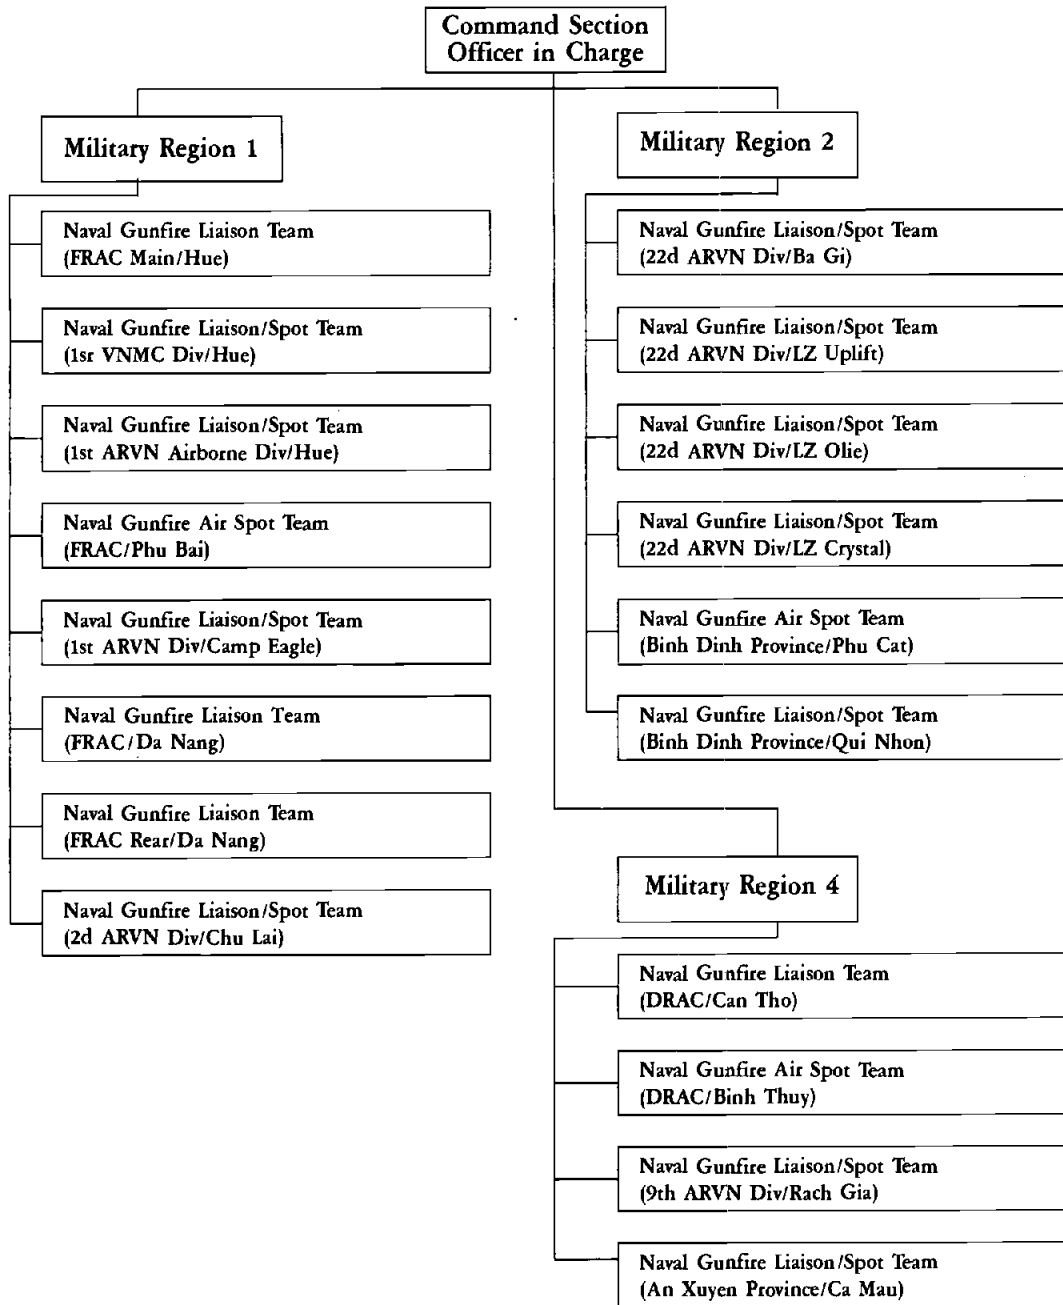 Command Section
Officer in Charge
Military Region 1
Naval Gunfire Liaison Team
(FRAC Main/Hue)
Naval Gunfire Liaison/Spot Team
(1sr VNMC Div/Hue)
Naval Gunfire Liaison/Spot Team
(1st ARVN Airborne Div/Hue)
Naval Gunfire Air Spot Team
(FRAC/Phu Bai)
Naval Gunfire Liaison/Spot Team
(1st ARVN Div/Camp Eagle)
Naval Gunfire Liaison Team
(FRAC/Da Nang)
Naval Gunfire Liaison Team
(FRAC Rear/Da Nang)
Naval Gunfire Liaison/Spot Team
(2d ARVN Div/Chu Lai)
Military Region 2
Naval Gunfire Liaison/Spot Team
(22d ARVN Div/Ba Gi)
Naval Gunfire Liaison/Spot Team
(22d ARVN Div/LZ Uplift)
Naval Gunfire Liaison/Spot Team
(22d ARVN Div/LZ Olie)
Naval Gunfire Liaison/Spot Team
(22d ARVN Div/LZ Crystal)
Naval Gunfire Air Spot Team
(Binh Dinh Province/Phu Cat)
Naval Gunfire Liaison/Spot Team
(Binh Dinh Province/Qui Nhon)
Military Region 4
Naval Gunfire Liaison Team
(DRAC/Can Tho)
Naval Gunfire Air Spot Team
(DRAC/Binh Thuy)
Naval Gunfire Liaison/Spot Team
(9th ARVN Div/Rach Gia)
Naval Gunfire Liaison/Spot Team
(An Xuyen Province/Ca Mau)